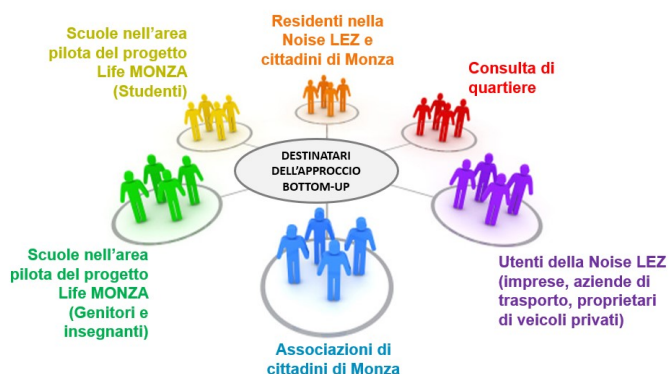 Scuole nell'area
pilota del progetto
Life MONZA
(Studenti)
Residenti nella
Noise LEZ e
cittadini di Monza
Consulta di
quartiere
DESTINATARI
DELL'APPROCCIO
BOTTOM-UP
Scuole nell'area
pilota del progetto
Life MONZA
(Genitori e
insegnanti)
Associazioni di
cittadini di Monza
Utenti della Noise LEZ
(imprese, aziende di
trasporto, proprietari
di veicoli privati)